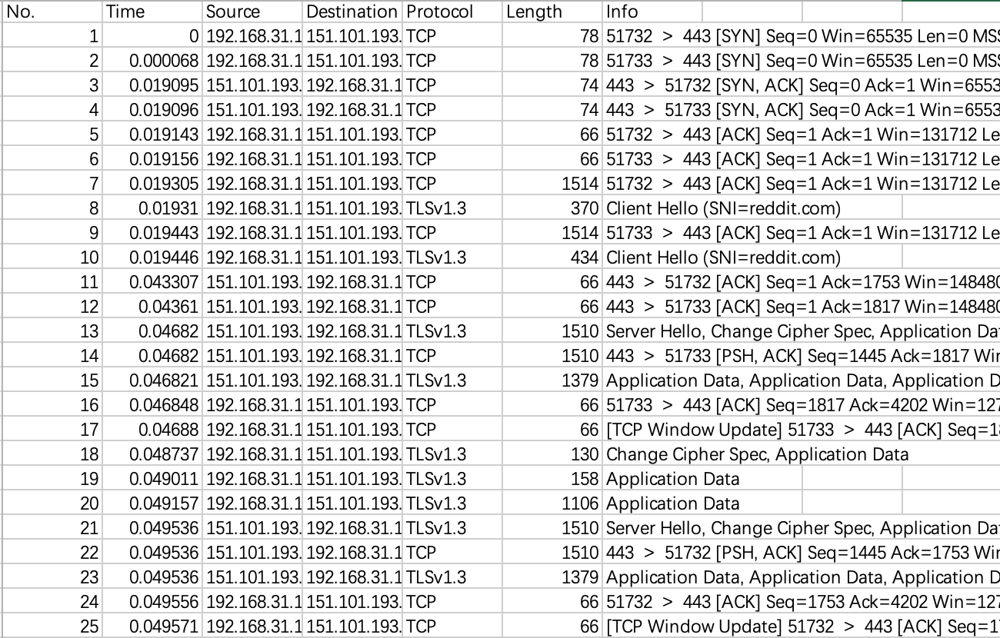 No. Time Source Destination Protocol Length Info
1 0 192.168.31.1 151.101.193. TCP 78 51732 > 443 [SYN] Seq=0 Win=65535 Len=0 MSS
2 0.000068 192.168.31.1 151.101.193. TCP 78 51733 > 443 [SYN] Seq=0 Win=65535 Len=0 MSS
3 0.019095 151.101.193. 192.168.31.1 TCP 74 443 > 51732 [SYN, ACK] Seq=0 Ack=1 Win=6553
4 0.019096 151.101.193. 192.168.31.1 TCP 74 443 > 51733 [SYN, ACK] Seq=0 Ack=1 Win=6553
5 0.019143 192.168.31.1 151.101.193. TCP 66 51732 > 443 [ACK] Seq=1 Ack=1 Win=131712 Le
6 0.019156 192.168.31.1 151.101.193. TCP 66 51733 > 443 [ACK] Seq=1 Ack=1 Win=131712 Le
7 0.019305 192.168.31.1 151.101.193. TCP 1514 51732 > 443 [ACK] Seq=1 Ack=1 Win=131712 Le
8 0.01931 192.168.31.1 151.101.193. TLSv1.3 370 Client Hello (SNI=reddit.com)
9 0.019443 192.168.31.1 151.101.193. TCP 1514 51733 > 443 [ACK] Seq=1 Ack=1 Win=131712 Le
10 0.019446 192.168.31.1 151.101.193. TLSv1.3 434 Client Hello (SNI=reddit.com)
11 0.043307 151.101.193. 192.168.31.1 TCP 66 443 > 51732 [ACK] Seq=1 Ack=1753 Win=148480
12 0.04361 151.101.193. 192.168.31.1 TCP 66 443 > 51733 [ACK] Seq=1 Ack=1817 Win=148480
13 0.04682 151.101.193. 192.168.31.1 TLSv1.3 1510 Server Hello, Change Cipher Spec, Application Dat
14 0.04682 151.101.193. 192.168.31.1 TCP 1510 443 > 51733 [PSH, ACK] Seq=1445 Ack=1817 Win
15 0.046821 151.101.193. 192.168.31.1 TLSv1.3 1379 Application Data, Application Data, Application D
16 0.046848 192.168.31.1 151.101.193. TCP 66 51733 > 443 [ACK] Seq=1817 Ack=4202 Win=127
17 0.04688 192.168.31.1 151.101.193. TCP 66 [TCP Window Update] 51733 > 443 [ACK] Seq=18
18 0.048737 192.168.31.1 151.101.193. TLSv1.3 130 Change Cipher Spec, Application Data
19 0.049011 192.168.31.1 151.101.193. TLSv1.3 158 Application Data
20 0.049157 192.168.31.1 151.101.193. TLSv1.3 1106 Application Data
21 0.049536 151.101.193. 192.168.31.1 TLSv1.3 1510 Server Hello, Change Cipher Spec, Application Dat
22 0.049536 151.101.193. 192.168.31.1 TCP 1510 443 > 51732 [PSH, ACK] Seq=1445 Ack=1753 Win
23 0.049536 151.101.193. 192.168.31.1 TLSv1.3 1379 Application Data, Application Data, Application D
24 0.049556 192.168.31.1 151.101.193. TCP 66 51732 > 443 [ACK] Seq=1753 Ack=4202 Win=127
25 0.049571 192.168.31.1 151.101.193. TCP 66 [TCP Window Update] 51732 > 443 [ACK] Seq=17